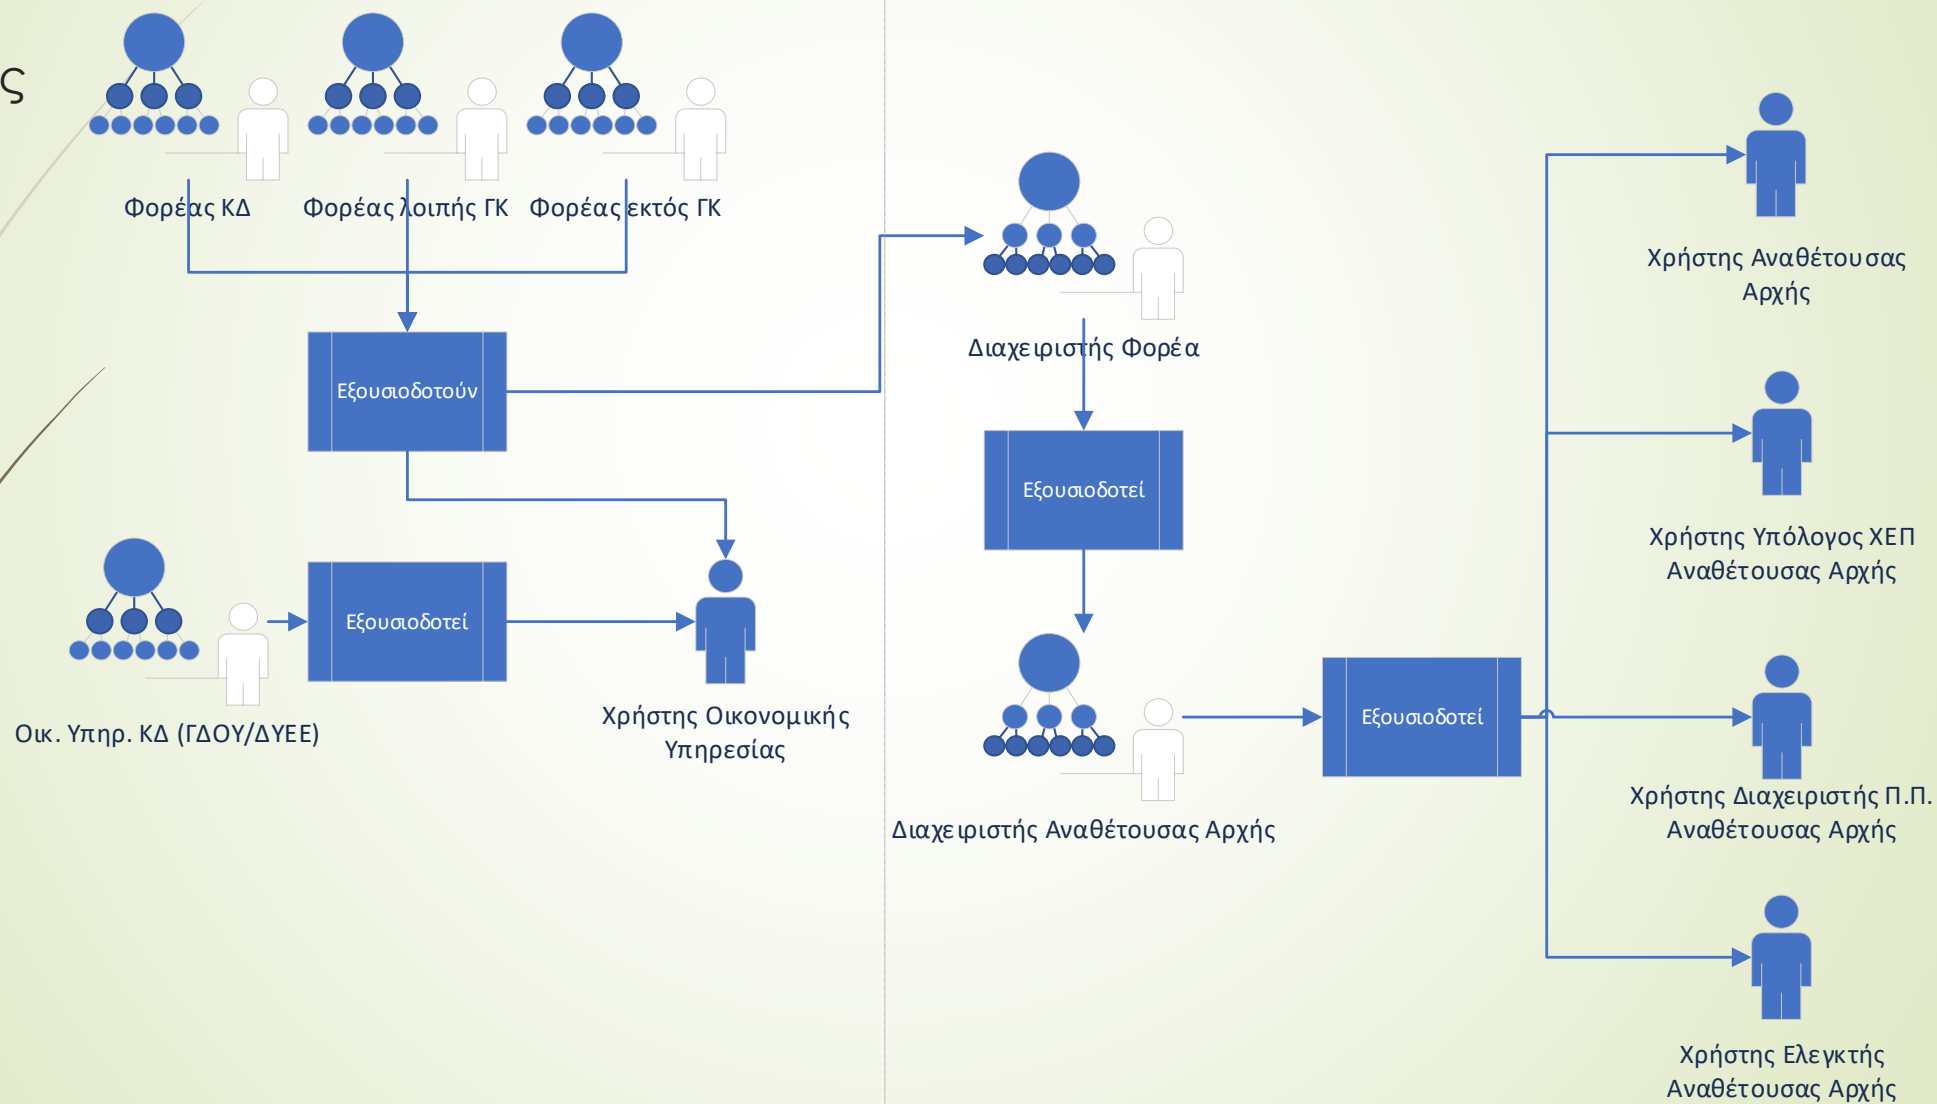 ς
Φορέας ΚΔ
Φορέας λοιπής ΓΚ
Φορέας εκτός ΓΚ
Εξουσιοδοτούν
Εξουσιοδοτεί
Οικ. Υπηρ. ΚΔ (ΓΔΟΥ/ΔΥΕΕ)
Χρήστης Οικονομικής
Υπηρεσίας
Διαχειριστής Φορέα
Εξουσιοδοτεί
Διαχειριστής Αναθέτουσας Αρχής
Εξουσιοδοτεί
Χρήστης Αναθέτουσας
Αρχής
Χρήστης Υπόλογος ΧΕΠ
Αναθέτουσας Αρχής
Χρήστης Διαχειριστής Π.Π.
Αναθέτουσας Αρχής
Χρήστης Ελεγκτής
Αναθέτουσας Αρχής